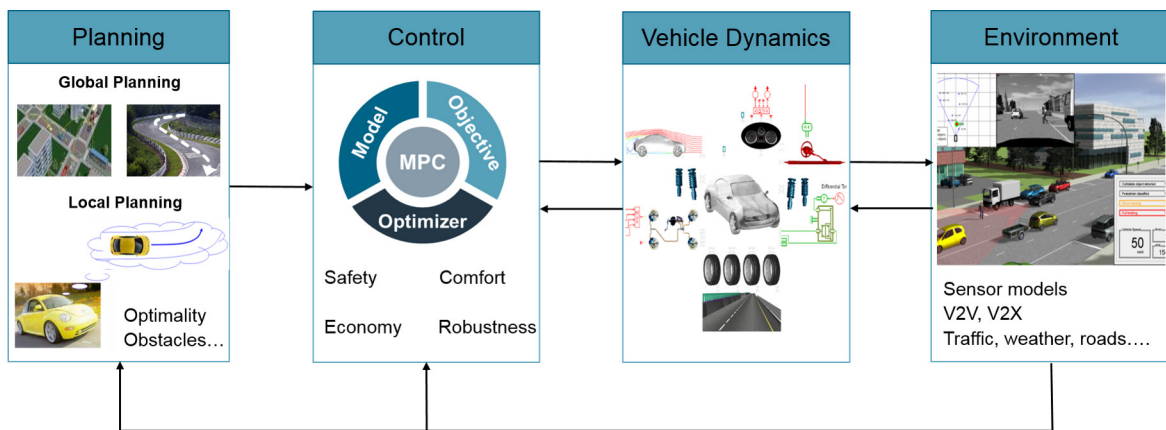 Planning
Control
Vehicle Dynamics
Environment
Global Planning
Local Planning
Optimality
Obstacles…
Model
Objective
MPC
Optimizer
Safety
Comfort
Economy
Robustness
50
15
Sensor models
V2V, V2X
Traffic, weather, roads….